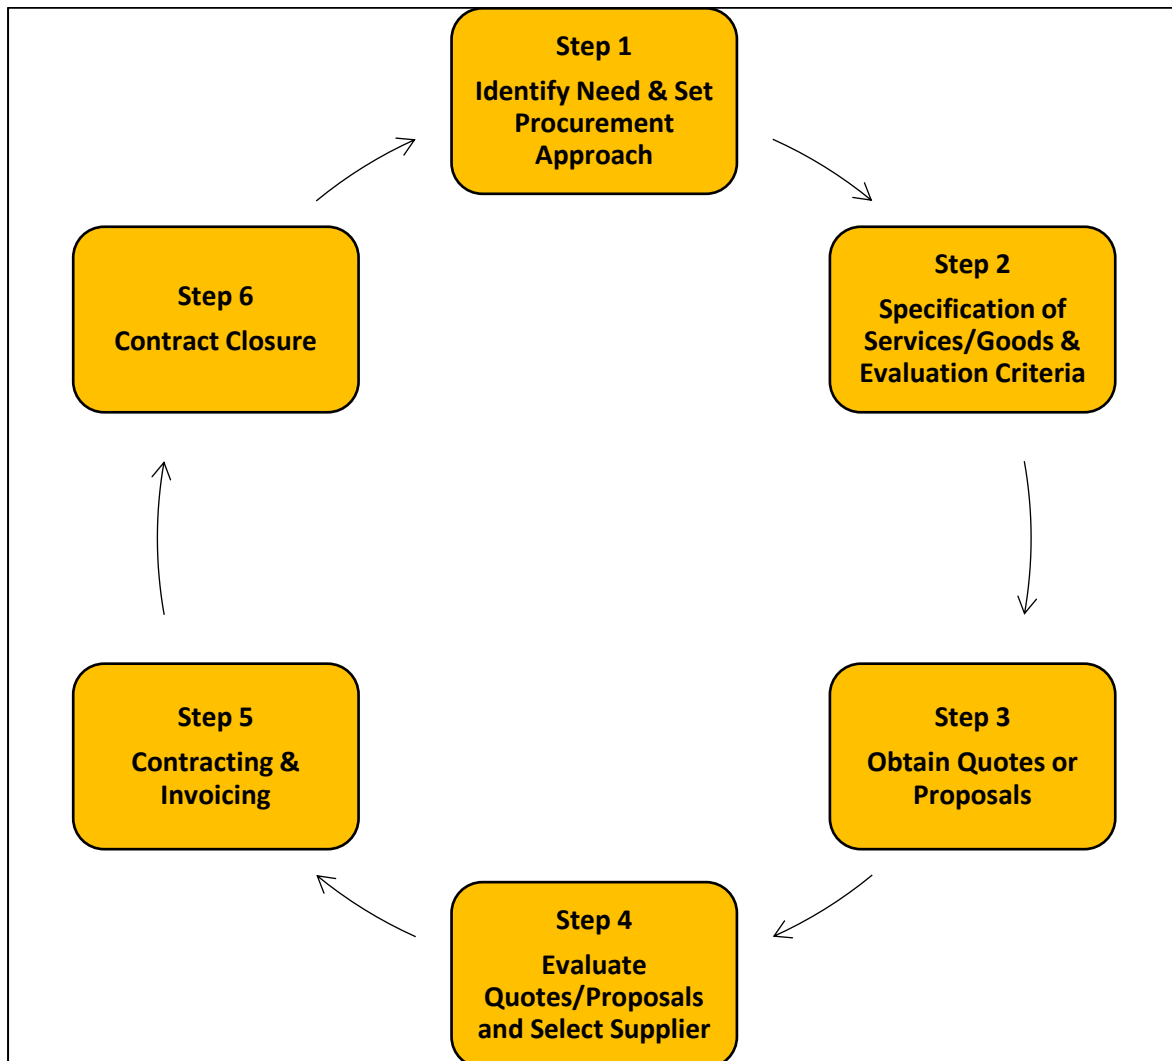 Step 1
Identify Need & Set
Procurement
Approach
Step 2
Specification of
Services/Goods &
Evaluation Criteria
Step 3
Obtain Quotes or
Proposals
Step 4
Evaluate
Quotes/Proposals
and Select Supplier
Step 5
Contracting &
Invoicing
Step 6
Contract Closure